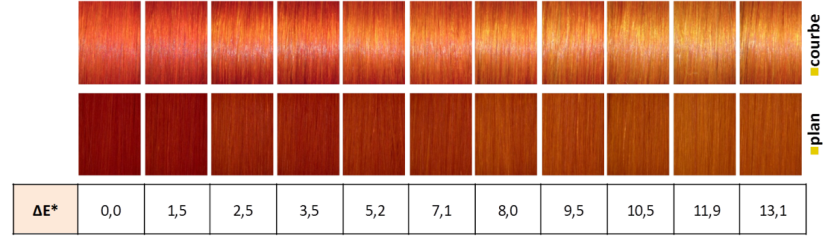 courbe
plan
ΔE* 0,0 1,5 2,5 3,5 5,2 7,1 8,0 9,5 10,5 11,9 13,1